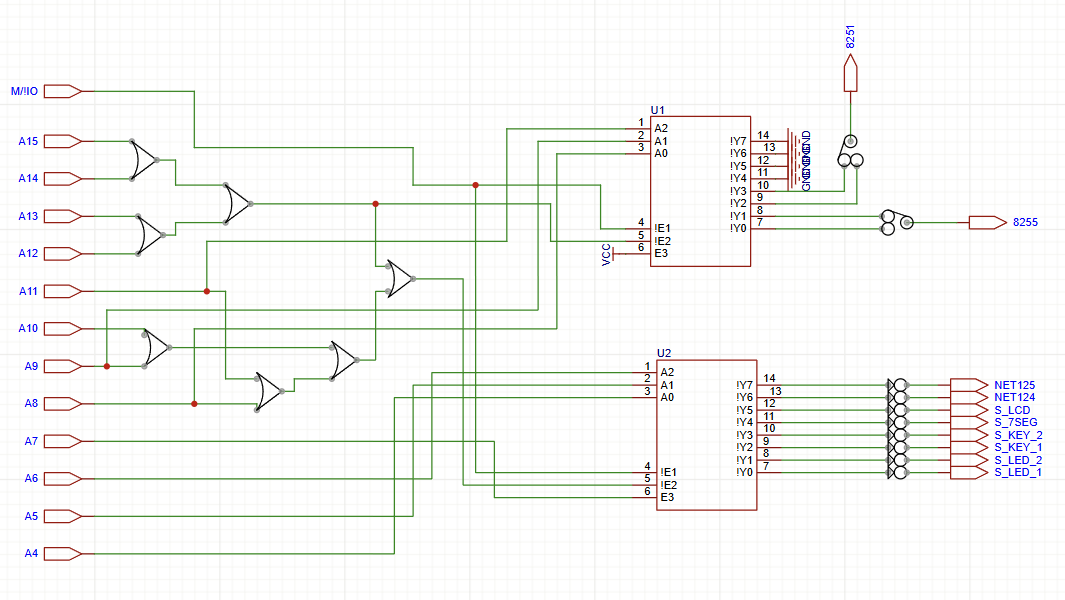 8251
M/!IO
A15
A14
A13
A12
A11
A10
A9
A8
A7
A6
A5
A4
U1
1 A2
2 A1
3 A0
4 !E1
5 !E2
6 E3
VCC
!Y7 14
!Y6 13
!Y5 12
!Y4 11
!Y3 10
!Y2 9
!Y1 8
!Y0 7
GND
GND
8255
U2
1 A2
2 A1
3 A0
4 !E1
5 !E2
6 E3
!Y7 14
!Y6 13
!Y5 12
!Y4 11
!Y3 10
!Y2 9
!Y1 8
!Y0 7
NET125
NET124
S_LCD
S_7SEG
S_KEY_2
S_KEY_1
S_LED_2
S_LED_1